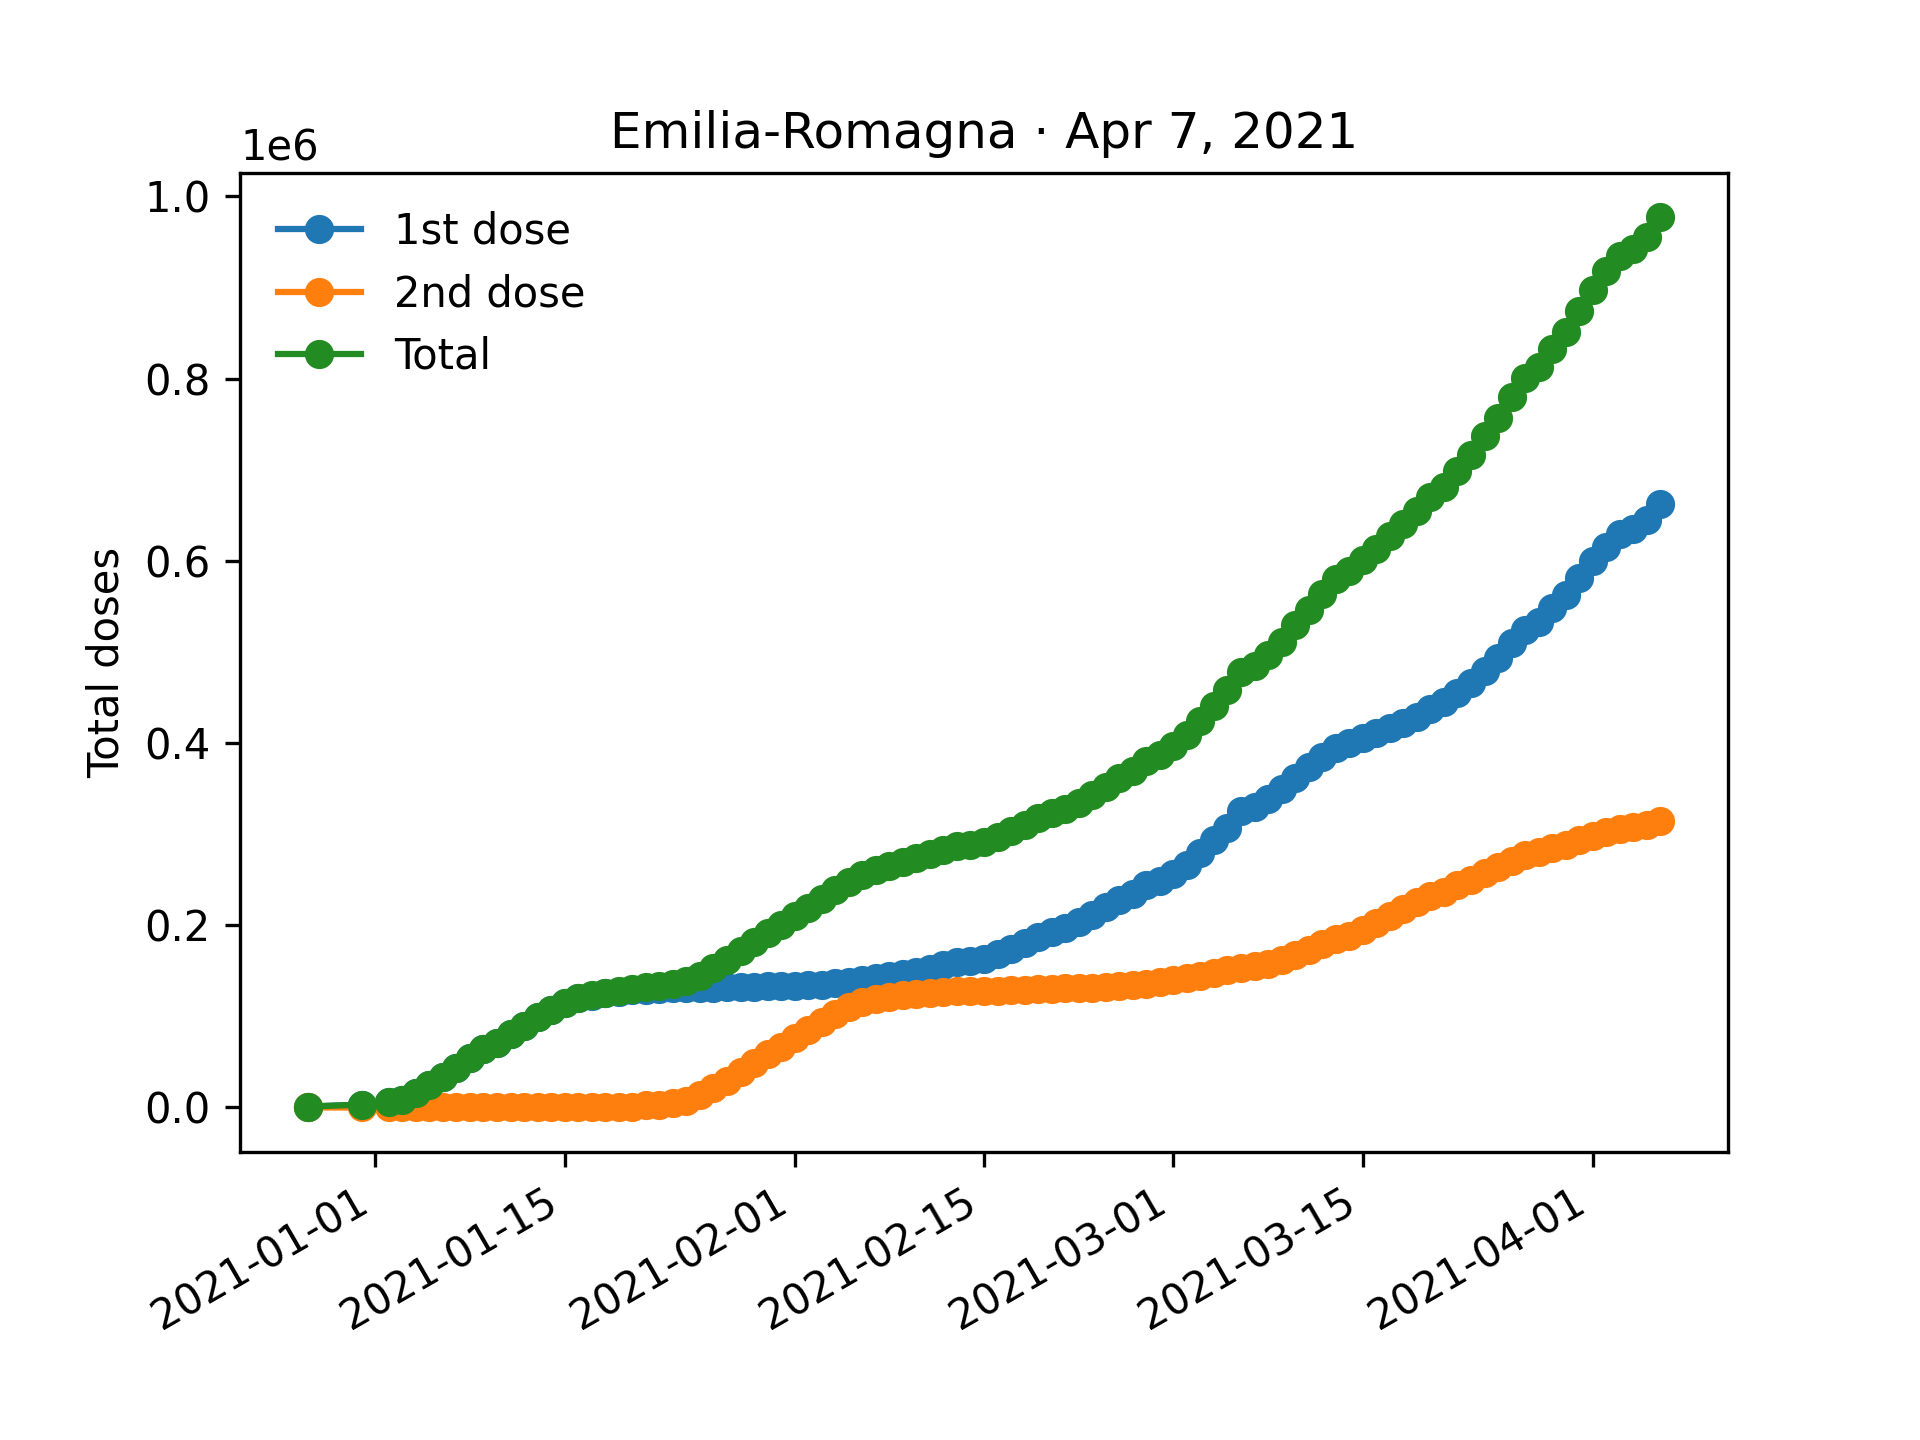 Emilia-Romagna · Apr 7, 2021
1e6
1.0
0.8
0.6
0.4
0.2
0.0
Total doses
1st dose
2nd dose
Total
2021-01-01
2021-01-15
2021-02-01
2021-02-15
2021-03-01
2021-03-15
2021-04-01